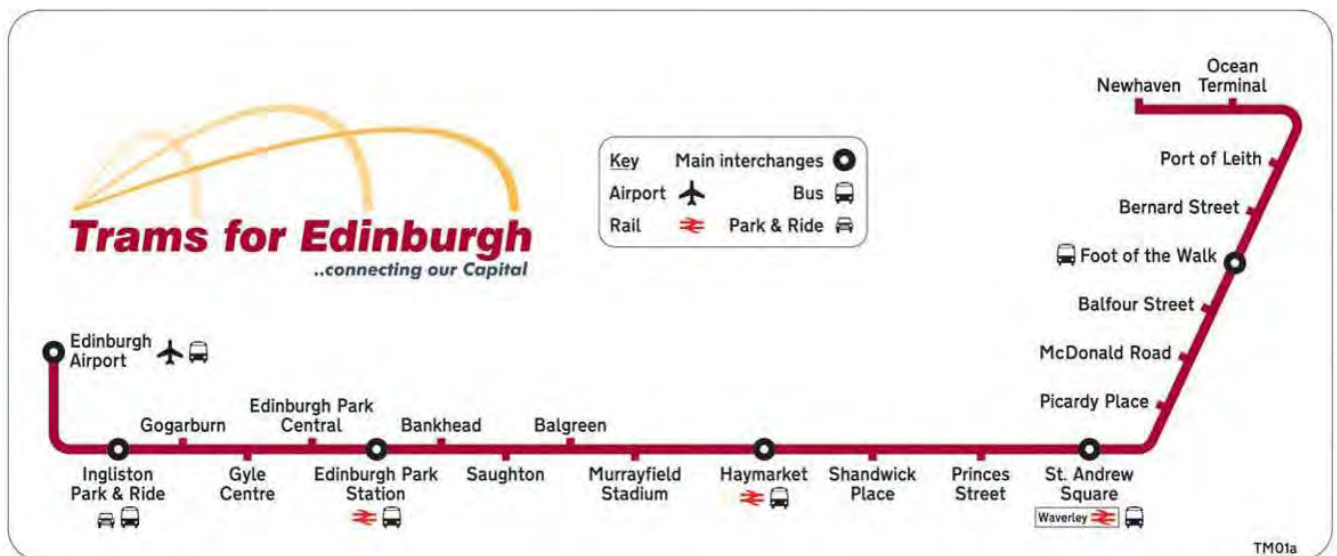 Trams for Edinburgh
..connecting our Capital
Key Main interchanges
Airport Bus
Rail Park & Ride
Newhaven
Ocean
Terminal
Port of Leith
Bernard Street
Foot of the Walk
Balfour Street
McDonald Road
Picardy Place
Edinburgh
Airport
Gogarburn
Edinburgh Park
Central
Bankhead
Balgreen
Ingliston
Park & Ride
Gyle
Centre
Edinburgh Park
Station
Saughton
Murrayfield
Stadium
Haymarket
Shandwick
Place
Princes
Street
St. Andrew
Square
Waverley
TM01a